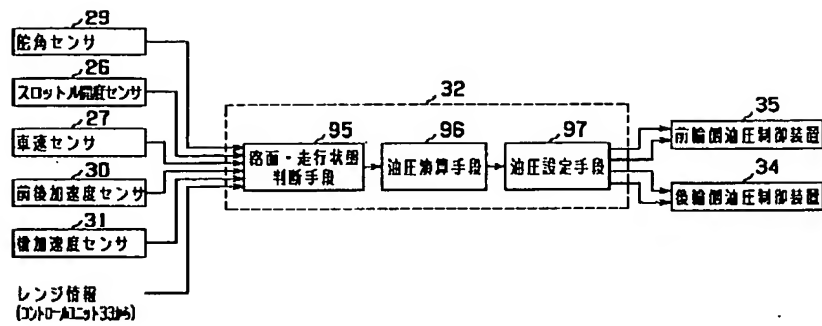 29
舵角センサ
26
スロットル開度センサ
27
車速センサ
30
前後加速度センサ
31
横加速度センサ
レンジ情報
(コントロールユニット33から)
32
95
路面・走行状態
判断手段
96
油圧演算手段
97
油圧設定手段
35
前輪側油圧制御装置
34
後輪側油圧制御装置